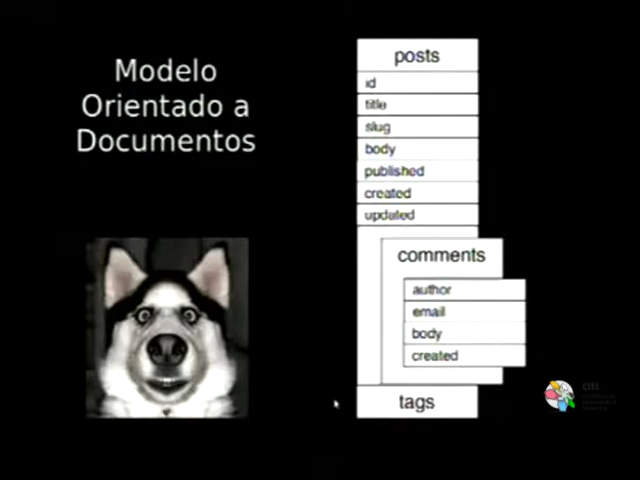 Modelo
Orientado a
Documentos
posts
id
title
slug
body
published
created
updated
comments
author
email
body
created
tags